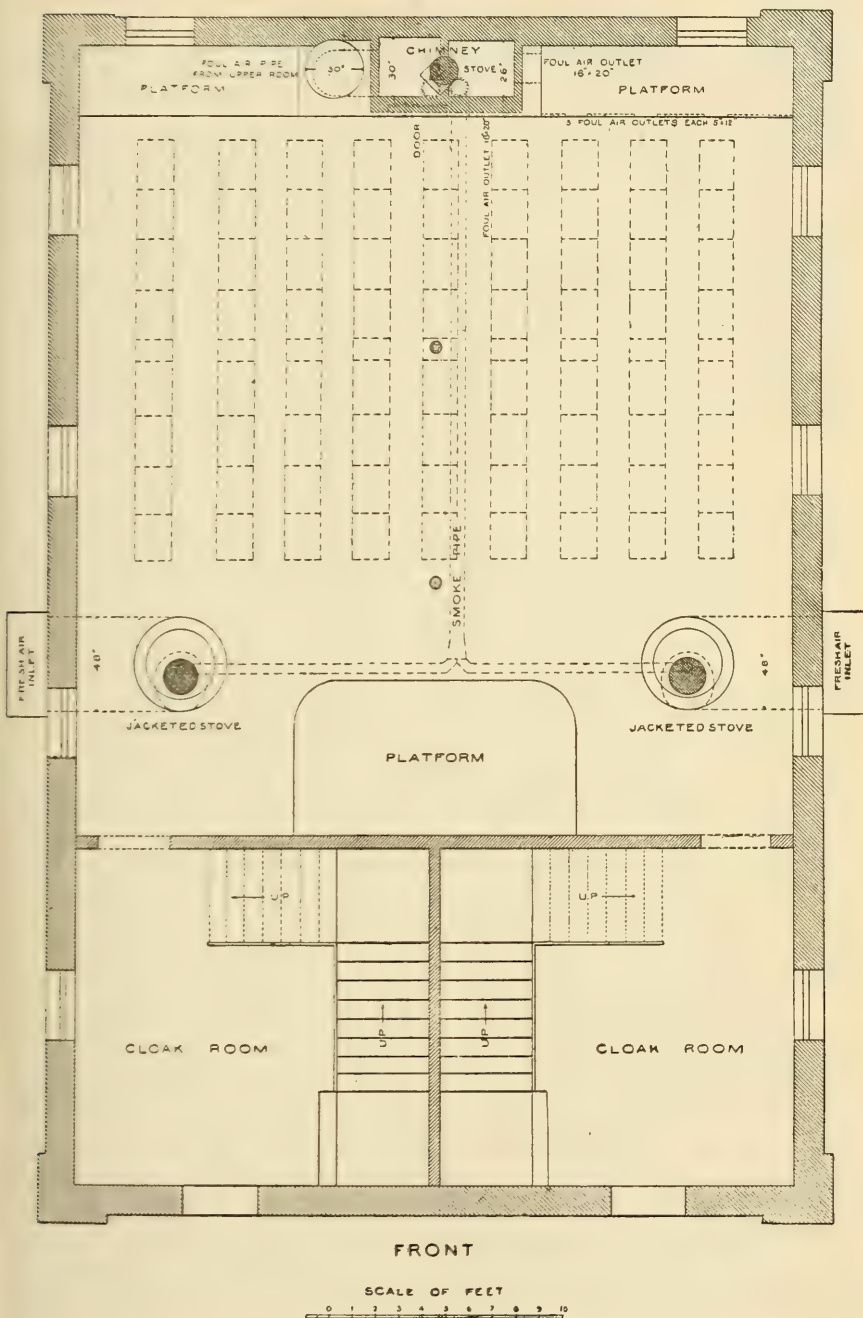 CHIMNEY
FOUL AIR PIPE
FROM UPPER ROOM
PLATFORM
30"
30"
STOVE
26"
FOUL AIR OUTLET
16"×20"
PLATFORM
5 FOUL AIR OUTLETS EACH 5×12
DOOR
FOUL AIR OUTLET 16×20"
SMOKE PIPE
FRESH AIR
INLET
48"
JACKETED STOVE
PLATFORM
48"
JACKETED STOVE
FRESH AIR
INLET
UP
UP
UP
UP
CLOAK ROOM
CLOAK ROOM
FRONT
SCALE OF FEET
0 1 2 3 4 5 6 7 8 9 10